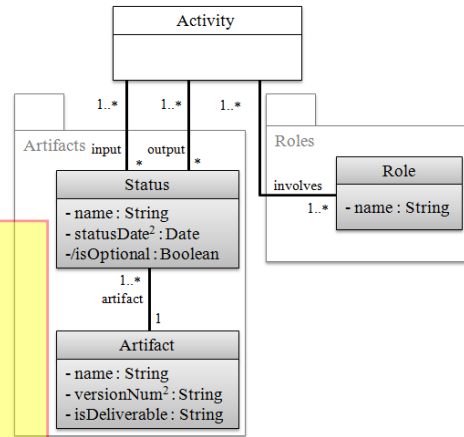 Activity
1..*
1..*
1..*
Artifacts
input
output
*
*
Roles
Status
- name : String
- statusDate² : Date
-/isOptional : Boolean
involves
1..*
Role
- name : String
1..*
artifact
1
Artifact
- name : String
- versionNum² : String
- isDeliverable : String